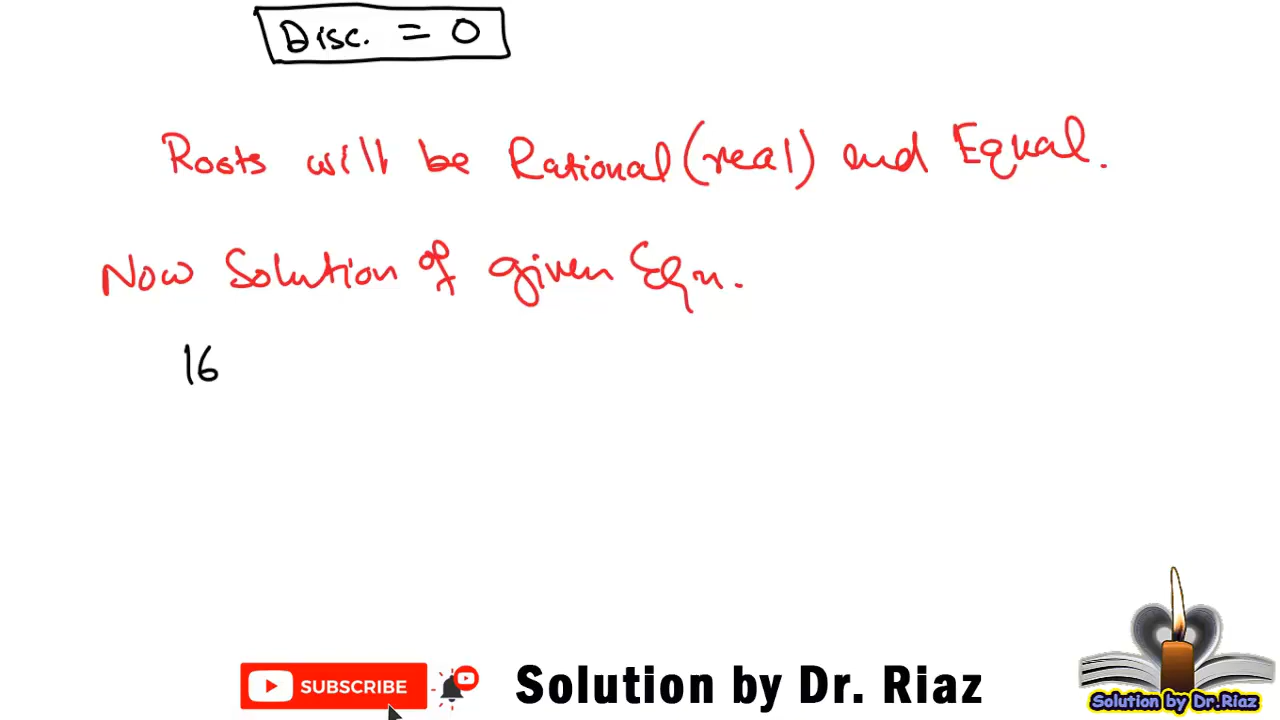 Disc. = 0
Roots will be Rational (real) and Equal.
Now Solution of given Eqn.
16
SUBSCRIBE
Solution by Dr. Riaz
Solution by Dr.Riaz